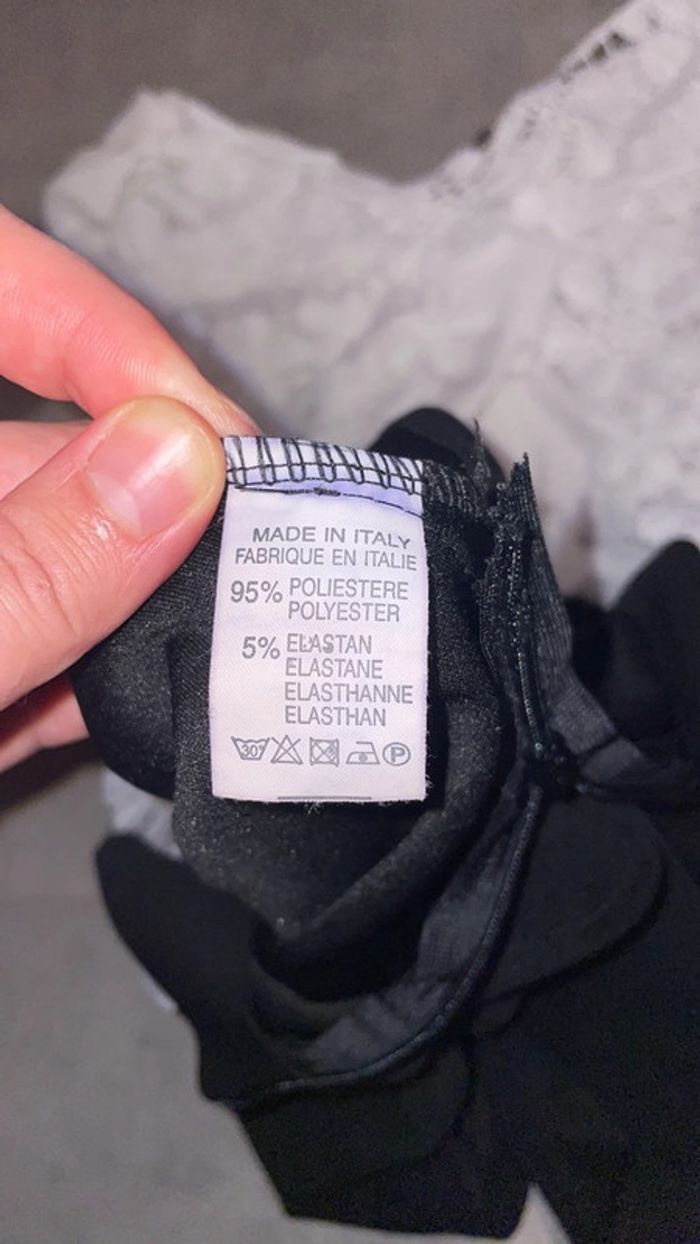 MADE IN ITALY
FABRIQUE EN ITALIE
95% POLIESTERE
POLYESTER
5% ELASTAN
ELASTANE
ELASTHANNE
ELASTHAN
30° P